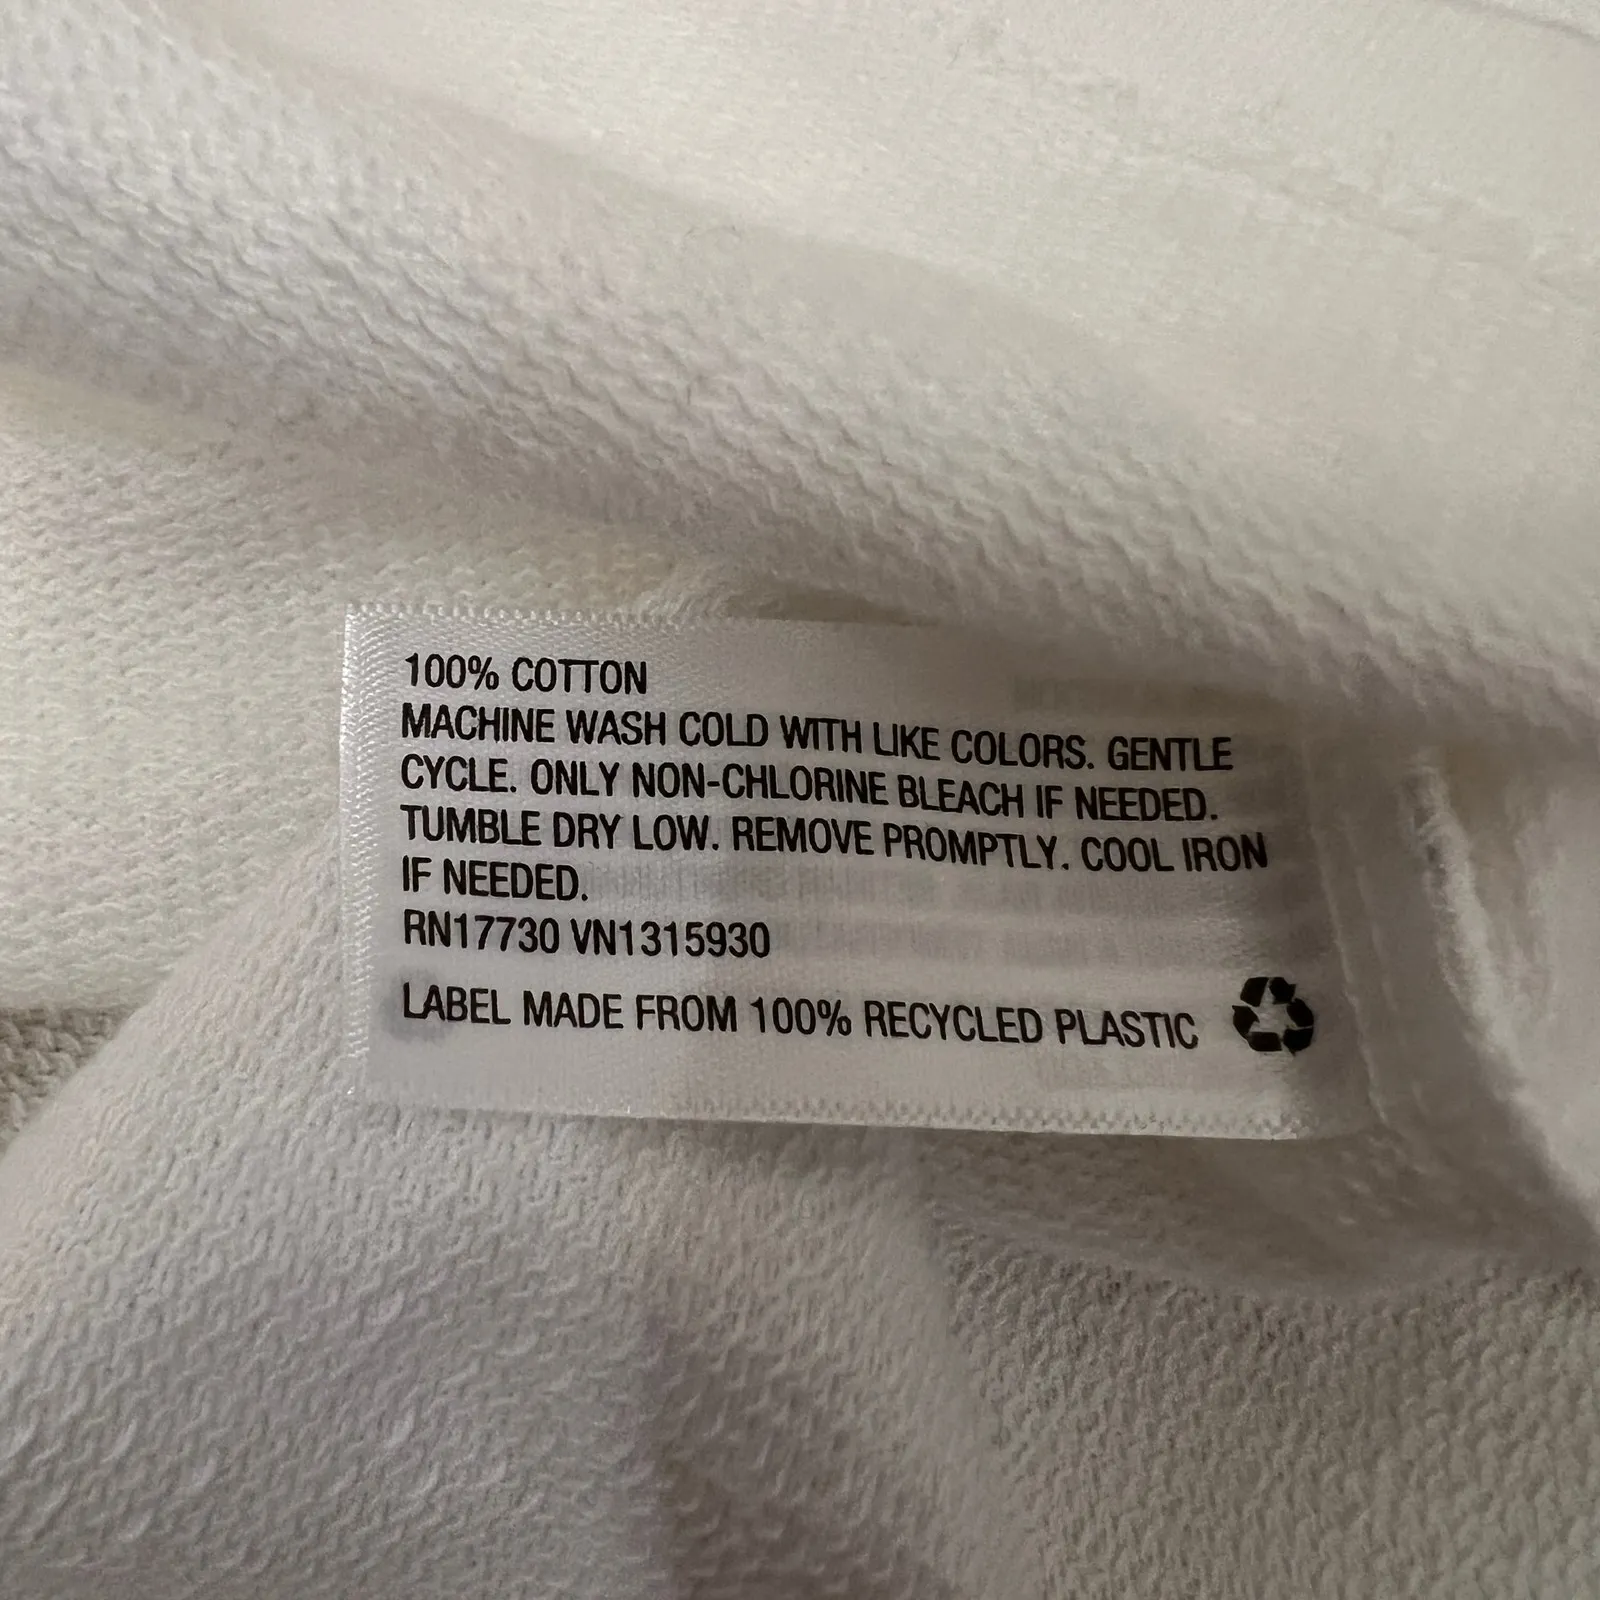 100% COTTON
MACHINE WASH COLD WITH LIKE COLORS. GENTLE
CYCLE. ONLY NON-CHLORINE BLEACH IF NEEDED.
TUMBLE DRY LOW. REMOVE PROMPTLY. COOL IRON
IF NEEDED.
RN17730 VN1315930
LABEL MADE FROM 100% RECYCLED PLASTIC